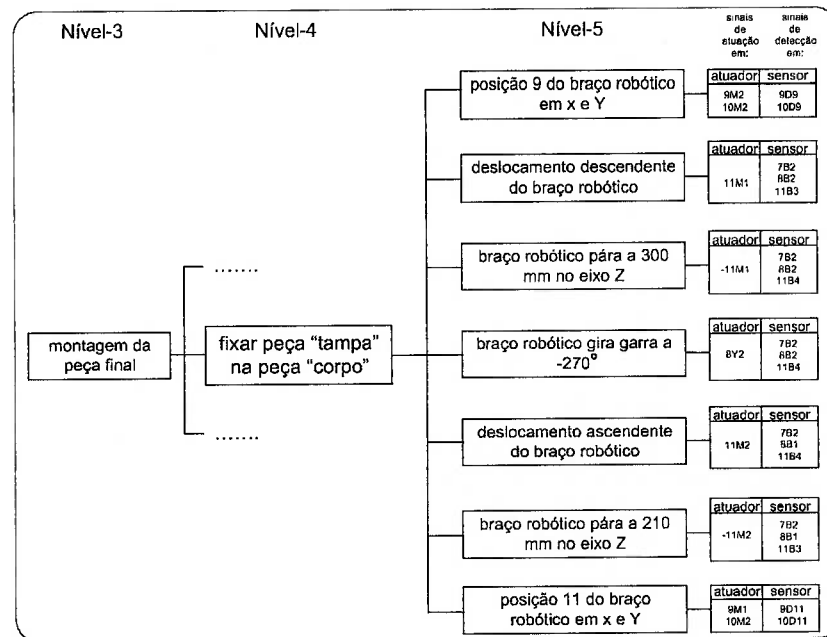 Nível-3
Nível-4
Nível-5
sinais
de
atuação
em:
sinais
de
detecção
em:
posição 9 do braço robótico
em x e Y
atuador sensor
9M2 9D9
10M2 10D9
deslocamento descendente
do braço robótico
atuador sensor
11M1
7B2
8B2
11B3
braço robótico pára a 300
mm no eixo Z
atuador sensor
-11M1
7B2
8B2
11B4
.......
montagem da
peça final
fixar peça “tampa”
na peça “corpo”
braço robótico gira garra a
-270°
atuador sensor
8Y2
7B2
8B2
11B4
.......
deslocamento ascendente
do braço robótico
atuador sensor
11M2
7B2
8B1
11B4
braço robótico pára a 210
mm no eixo Z
atuador sensor
-11M2
7B2
8B1
11B3
posição 11 do braço
robótico em x e Y
atuador sensor
9M1 9D11
10M2 10D11